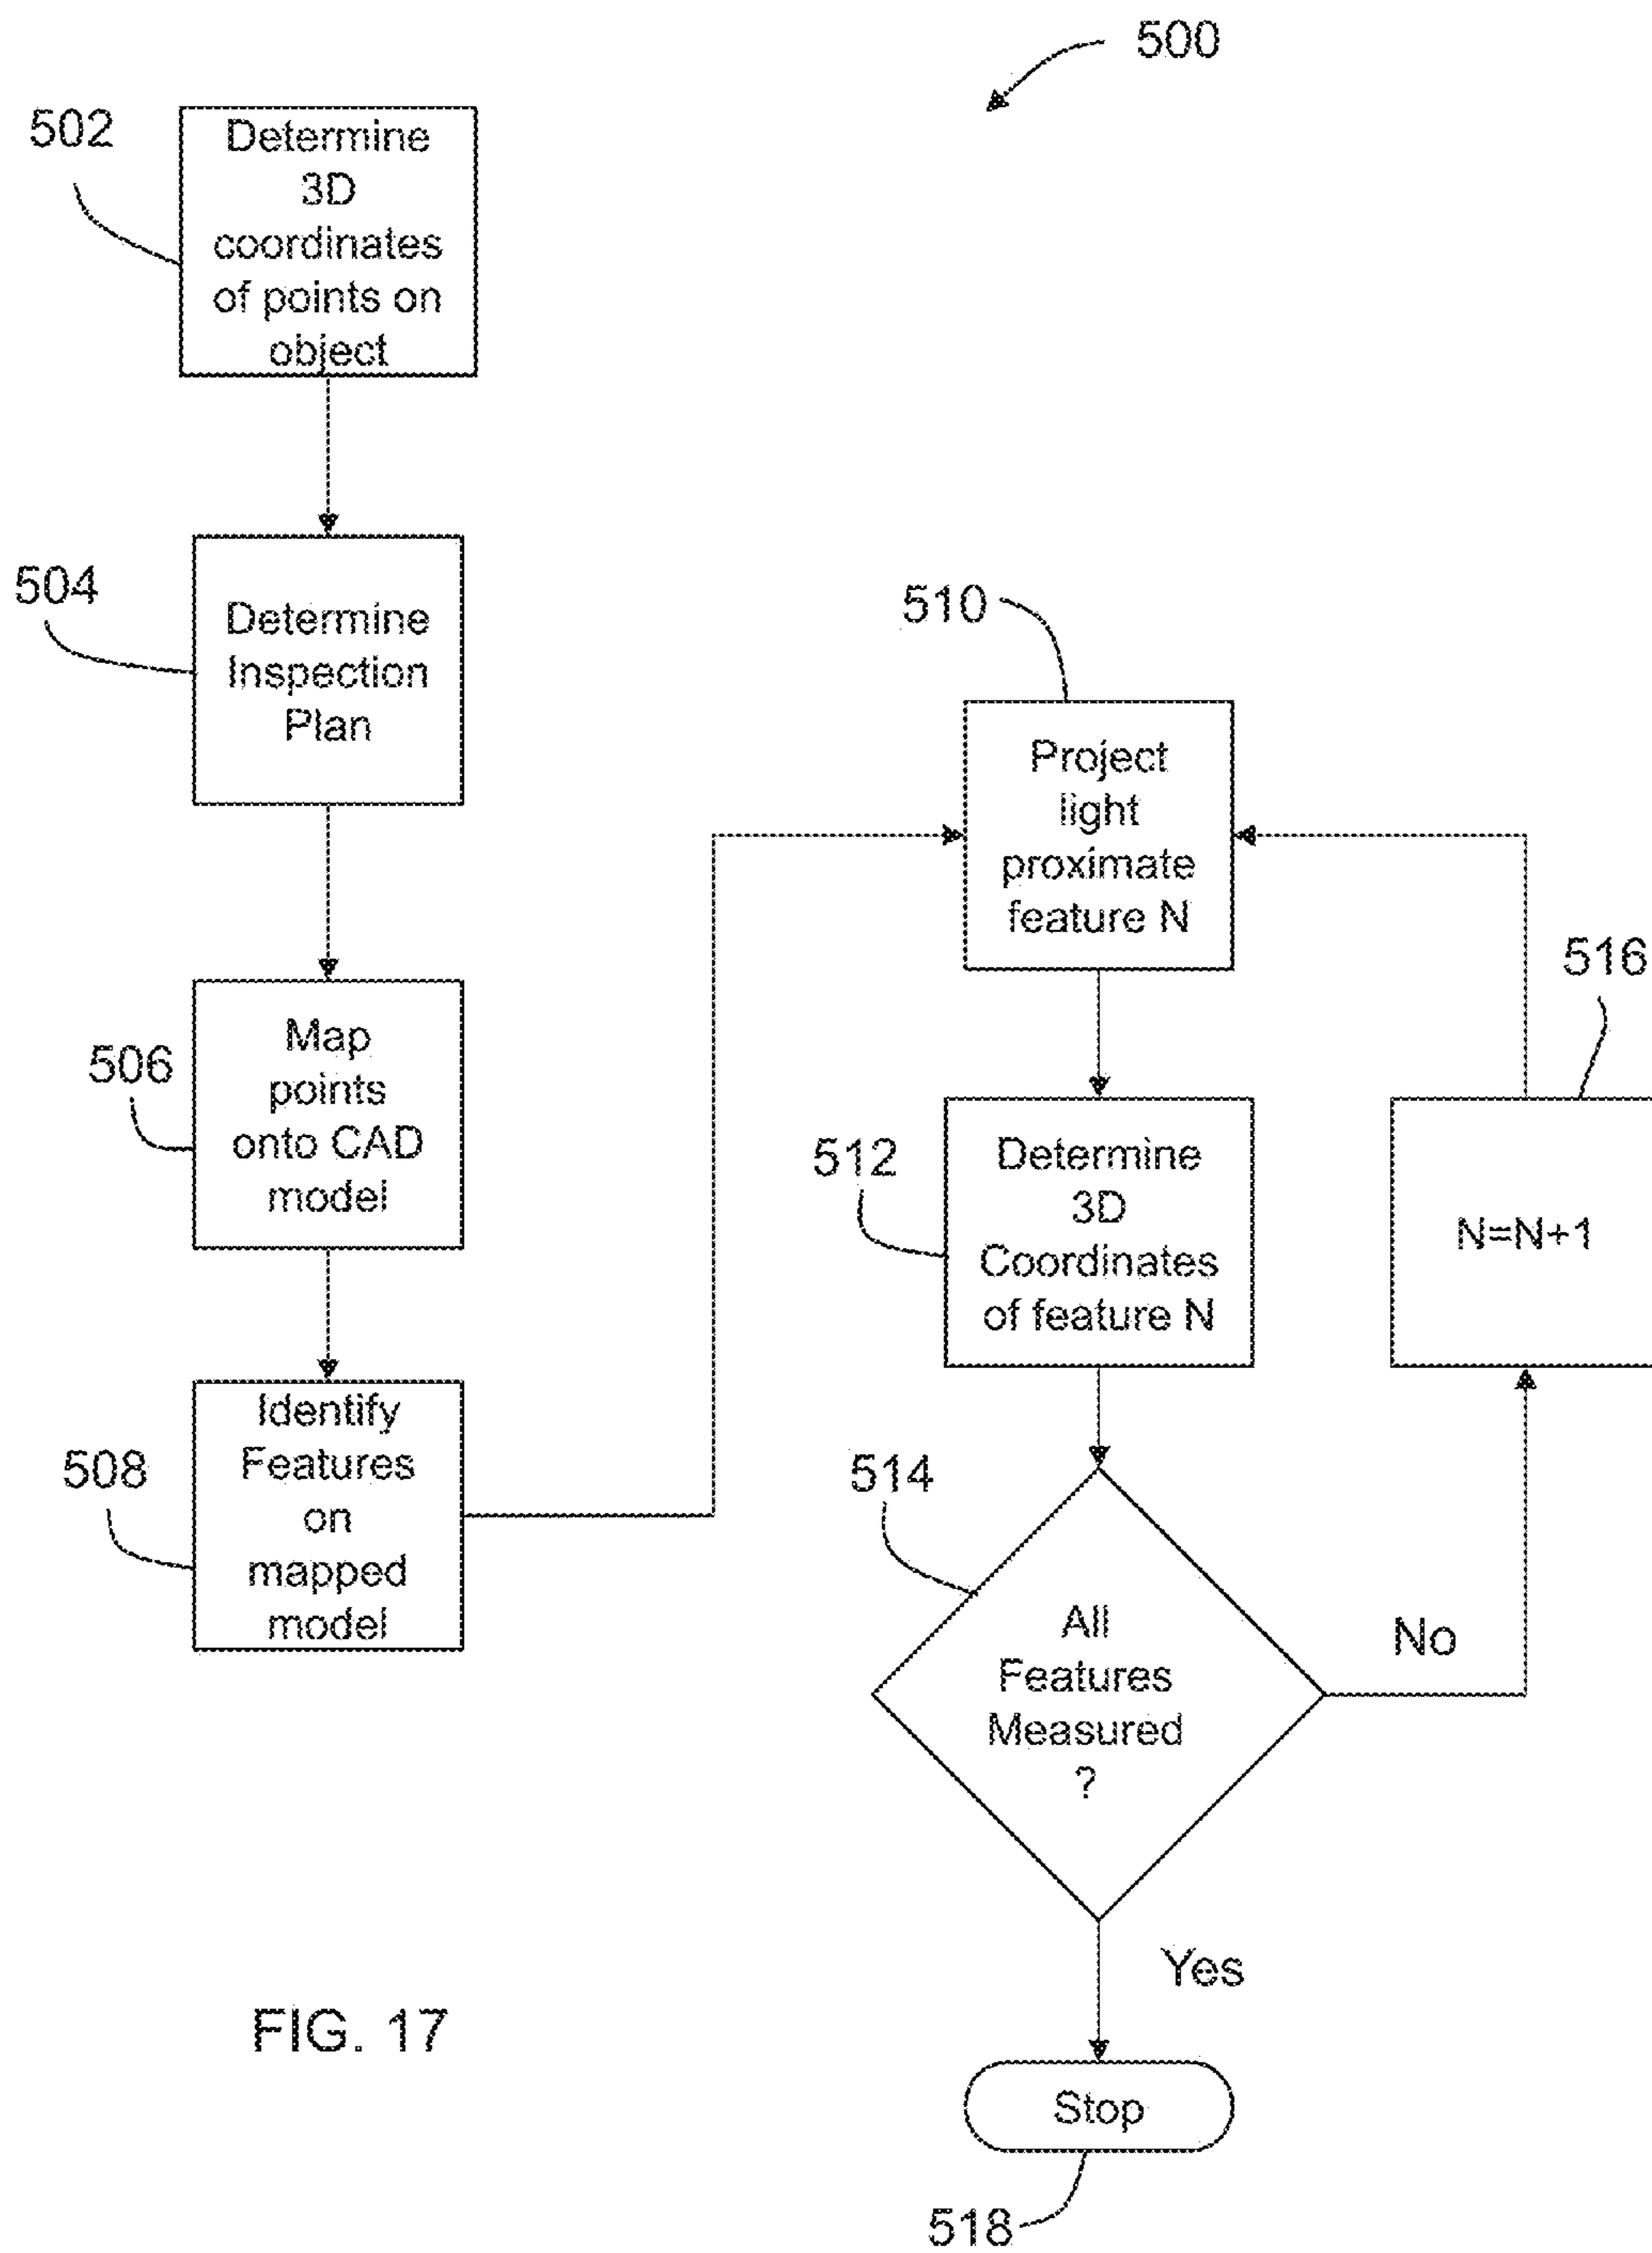 500
502
Determine
3D
coordinates
of points on
object
504
Determine
Inspection
Plan
506
Map
points
onto CAD
model
508
Identify
Features
on
mapped
model
510
Project
light
proximate
feature N
512
Determine
3D
Coordinates
of feature N
514
All
Features
Measured
?
No
516
N=N+1
Yes
Stop
518
FIG. 17